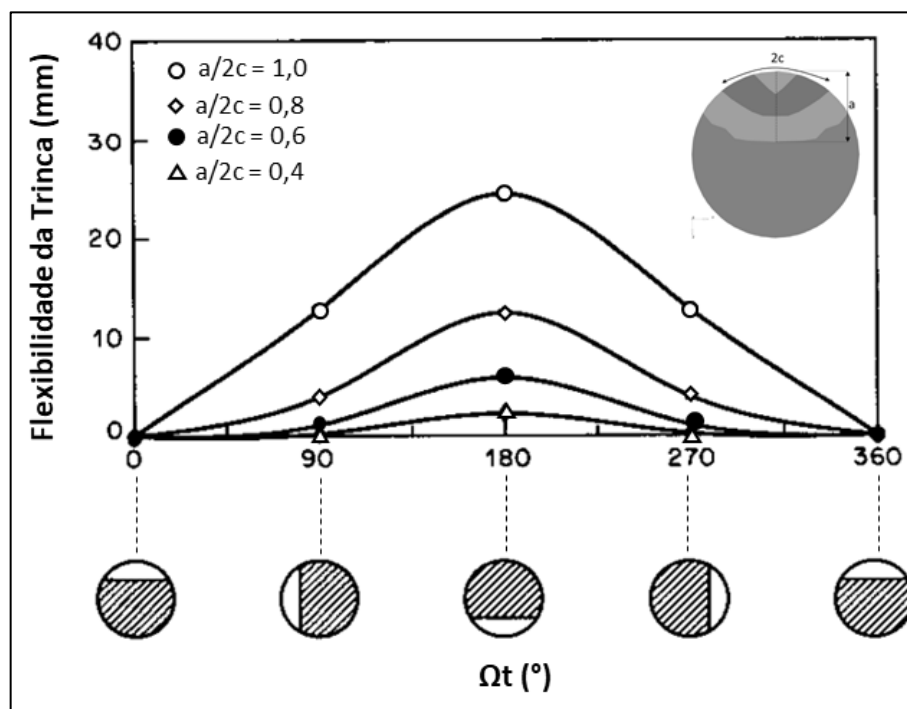 40
30
20
10
0
Flexibilidade da Trinca (mm)
a/2c = 1,0
a/2c = 0,8
a/2c = 0,6
a/2c = 0,4
2c
a
0 90 180 270 360
Ωt (°)